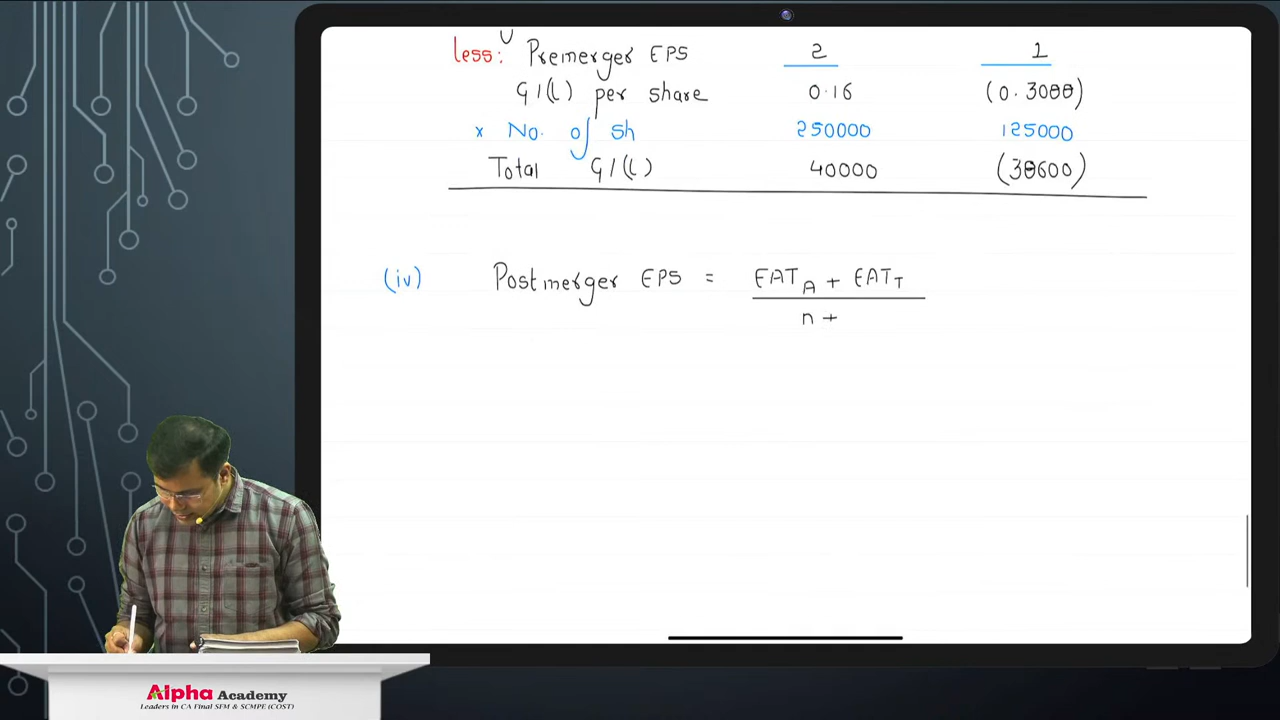 less: Premerger EPS 2 1
G/(L) per share 0.16 (0.3088)
x No. of Sh 250000 125000
Total G/(L) 40000 (38600)
(iv) Postmerger EPS = EAT_A + EAT_T
n +
Alpha Academy
Leaders in CA Final SFM & SCMPE (COST)